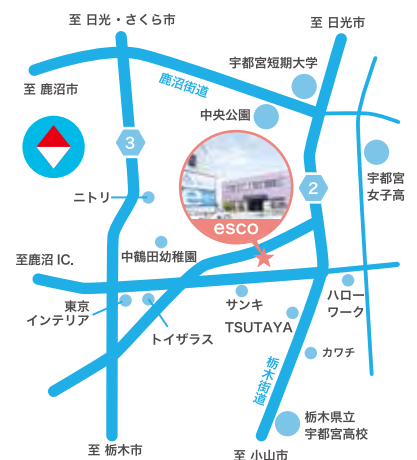 至 日光・さくら市
至 日光市
宇都宮短期大学
鹿沼街道
至 鹿沼市
中央公園
3
宇都宮
女子高
2
ニトリ
esco
中鶴田幼稚園
至鹿沼 IC.
東京
インテリア
トイザラス
サンキ
TSUTAYA
ハロー
ワーク
カワチ
栃木街道
栃木県立
宇都宮高校
至 栃木市
至 小山市